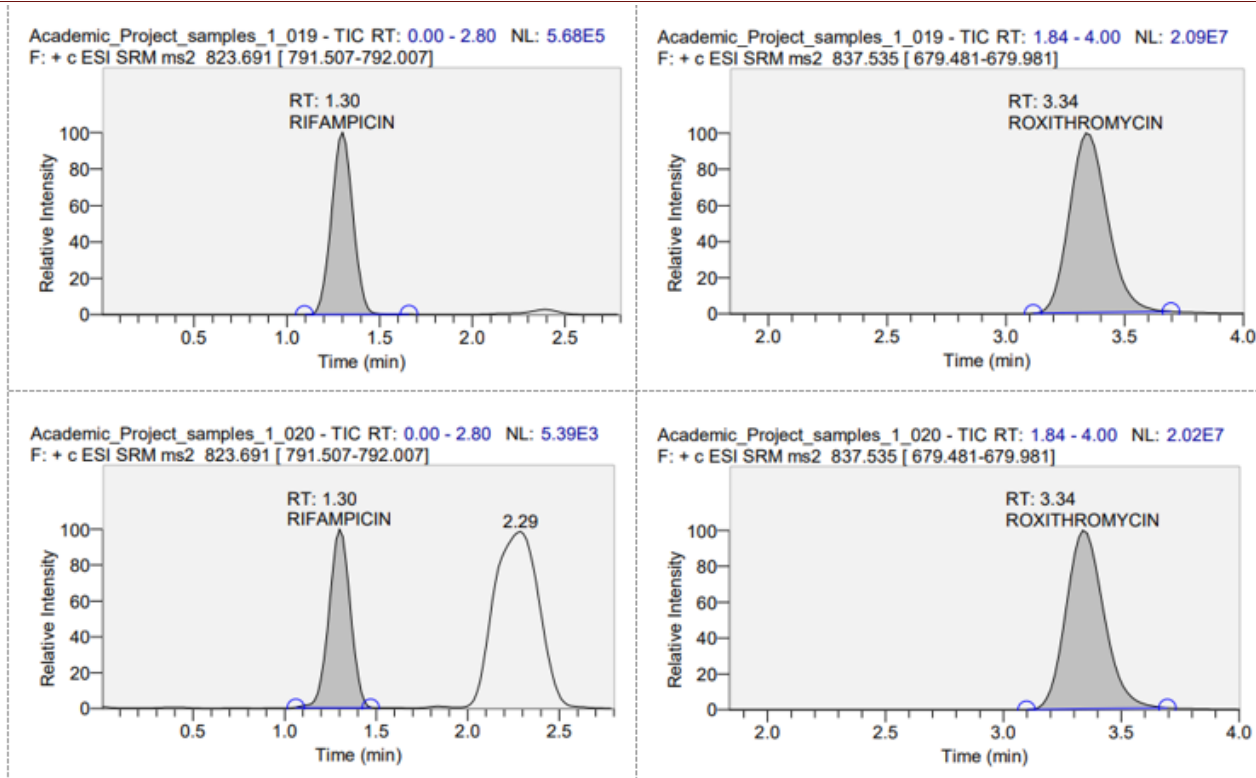 Academic_Project_samples_1_019 - TIC RT: 0.00 - 2.80 NL: 5.68E5
F: + c ESI SRM ms2 823.691 [ 791.507-792.007]
RT: 1.30
RIFAMPICIN
Relative Intensity
100
80
60
40
20
0
0.5 1.0 1.5 2.0 2.5
Time (min)
Academic_Project_samples_1_019 - TIC RT: 1.84 - 4.00 NL: 2.09E7
F: + c ESI SRM ms2 837.535 [ 679.481-679.981]
RT: 3.34
ROXITHROMYCIN
Relative Intensity
100
80
60
40
20
0
2.0 2.5 3.0 3.5 4.0
Time (min)
Academic_Project_samples_1_020 - TIC RT: 0.00 - 2.80 NL: 5.39E3
F: + c ESI SRM ms2 823.691 [ 791.507-792.007]
RT: 1.30
RIFAMPICIN
2.29
Relative Intensity
100
80
60
40
20
0
0.5 1.0 1.5 2.0 2.5
Time (min)
Academic_Project_samples_1_020 - TIC RT: 1.84 - 4.00 NL: 2.02E7
F: + c ESI SRM ms2 837.535 [ 679.481-679.981]
RT: 3.34
ROXITHROMYCIN
Relative Intensity
100
80
60
40
20
0
2.0 2.5 3.0 3.5 4.0
Time (min)